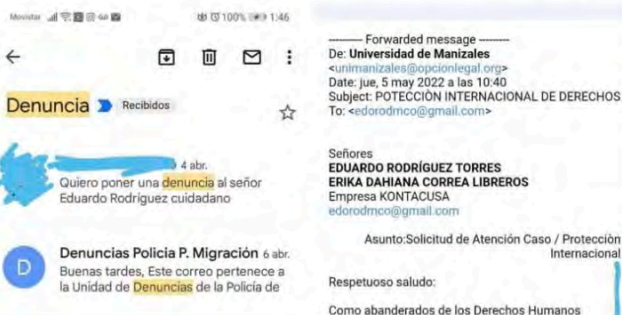 Movistar
100% 1:46
Denuncia Recibidos
4 abr.
Quiero poner una denuncia al señor
Eduardo Rodríguez cuidadano
D
Denuncias Policia P. Migración 6 abr.
Buenas tardes, Este correo pertenece a
la Unidad de Denuncias de la Policía de
---------- Forwarded message ---------
De: Universidad de Manizales
<unimanizales@opcionlegal.org>
Date: jue, 5 may 2022 a las 10:40
Subject: POTECCIÓN INTERNACIONAL DE DERECHOS
To: <edorodmco@gmail.com>
Señores
EDUARDO RODRÍGUEZ TORRES
ERIKA DAHIANA CORREA LIBREROS
Empresa KONTACUSA
edorodmco@gmail.com
Asunto:Solicitud de Atención Caso / Protección
Internacional
Respetuoso saludo:
Como abanderados de los Derechos Humanos